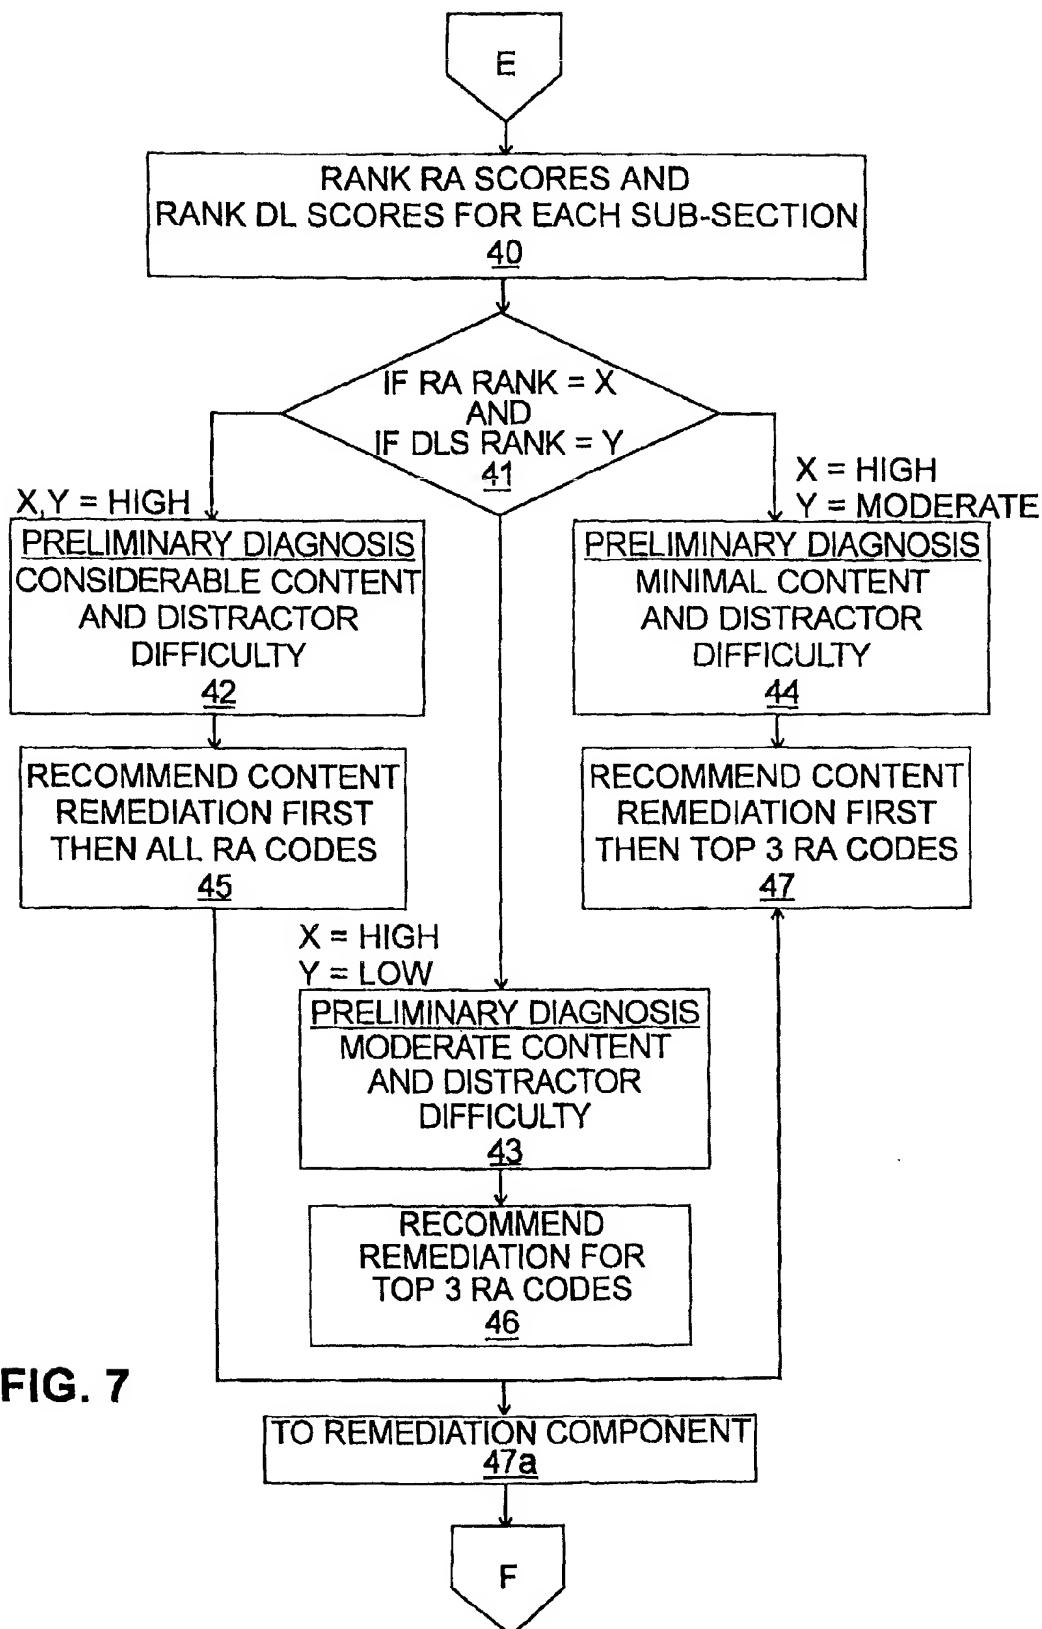 E
RANK RA SCORES AND
RANK DL SCORES FOR EACH SUB-SECTION
40
IF RA RANK = X
AND
IF DLS RANK = Y
41
X,Y = HIGH
PRELIMINARY DIAGNOSIS
CONSIDERABLE CONTENT
AND DISTRACTOR
DIFFICULTY
42
X = HIGH
Y = MODERATE
PRELIMINARY DIAGNOSIS
MINIMAL CONTENT
AND DISTRACTOR
DIFFICULTY
44
RECOMMEND CONTENT
REMEDIATION FIRST
THEN ALL RA CODES
45
RECOMMEND CONTENT
REMEDIATION FIRST
THEN TOP 3 RA CODES
47
X = HIGH
Y = LOW
PRELIMINARY DIAGNOSIS
MODERATE CONTENT
AND DISTRACTOR
DIFFICULTY
43
RECOMMEND
REMEDIATION FOR
TOP 3 RA CODES
46
FIG. 7
TO REMEDIATION COMPONENT
47a
F